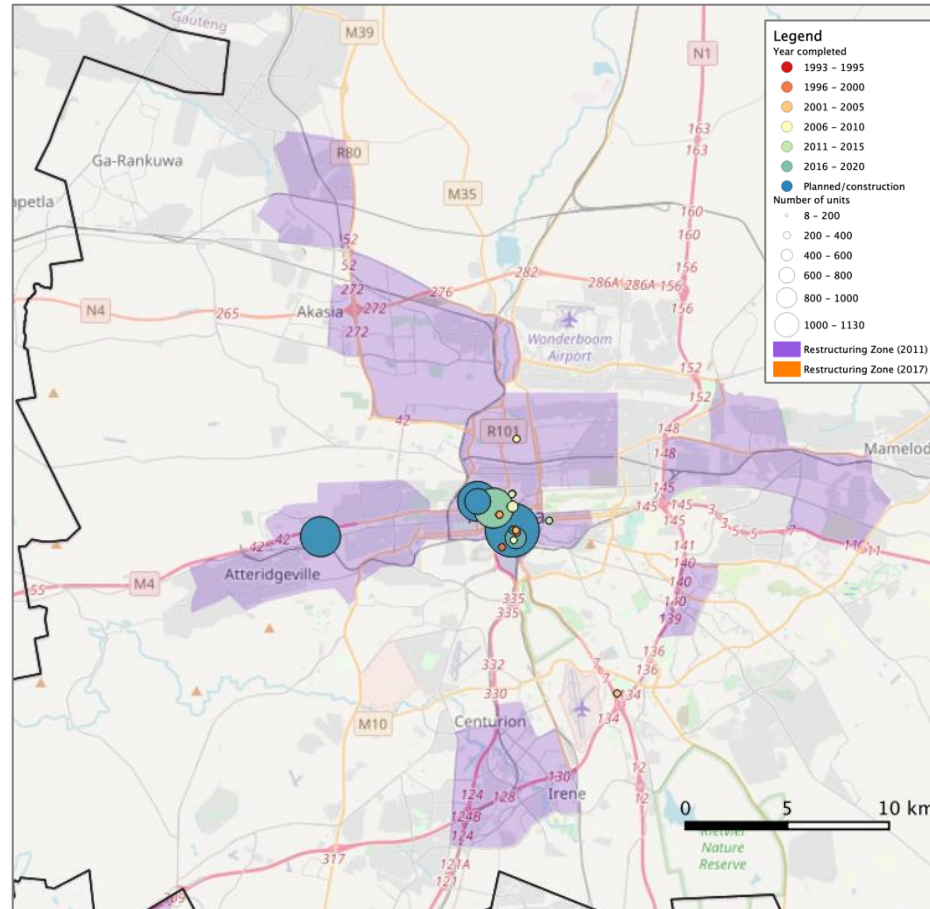 Gauteng
M39
N1
Legend
Year completed
1993 – 1995
1996 – 2000
2001 – 2005
2006 – 2010
2011 – 2015
2016 – 2020
Planned/construction
Number of units
8 – 200
200 – 400
400 – 600
600 – 800
800 – 1000
1000 – 1130
Restructuring Zone (2011)
Restructuring Zone (2017)
163
163
Ga-Rankuwa
R80
M35
apetla
160
160
52
52
156
282
286A
286A
156
156
272
276
N4
265
Akasia
272
272
Wonderboom
Airport
152
152
42
R101
148
148
Mamelod
145
145
145
145
3
5
5
7
11
42
42
141
Atteridgeville
140
140
140
139
55
M4
335
335
332
330
7
7
136
136
134
134
M10
Centurion
130
12
12
Irene
124
128
124B
124
0
5
10 km
Rietvlei
Nature
Reserve
317
121A
121